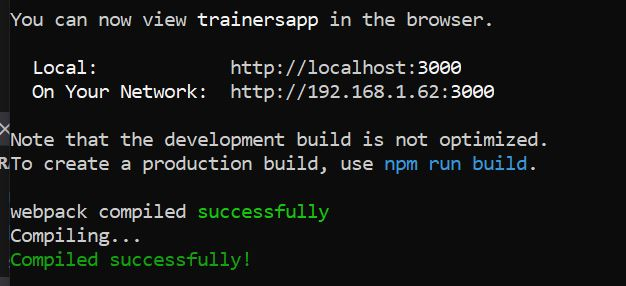 You can now view trainersapp in the browser.
Local: http://localhost:3000
On Your Network: http://192.168.1.62:3000
Note that the development build is not optimized.
To create a production build, use npm run build.
webpack compiled successfully
Compiling...
Compiled successfully!